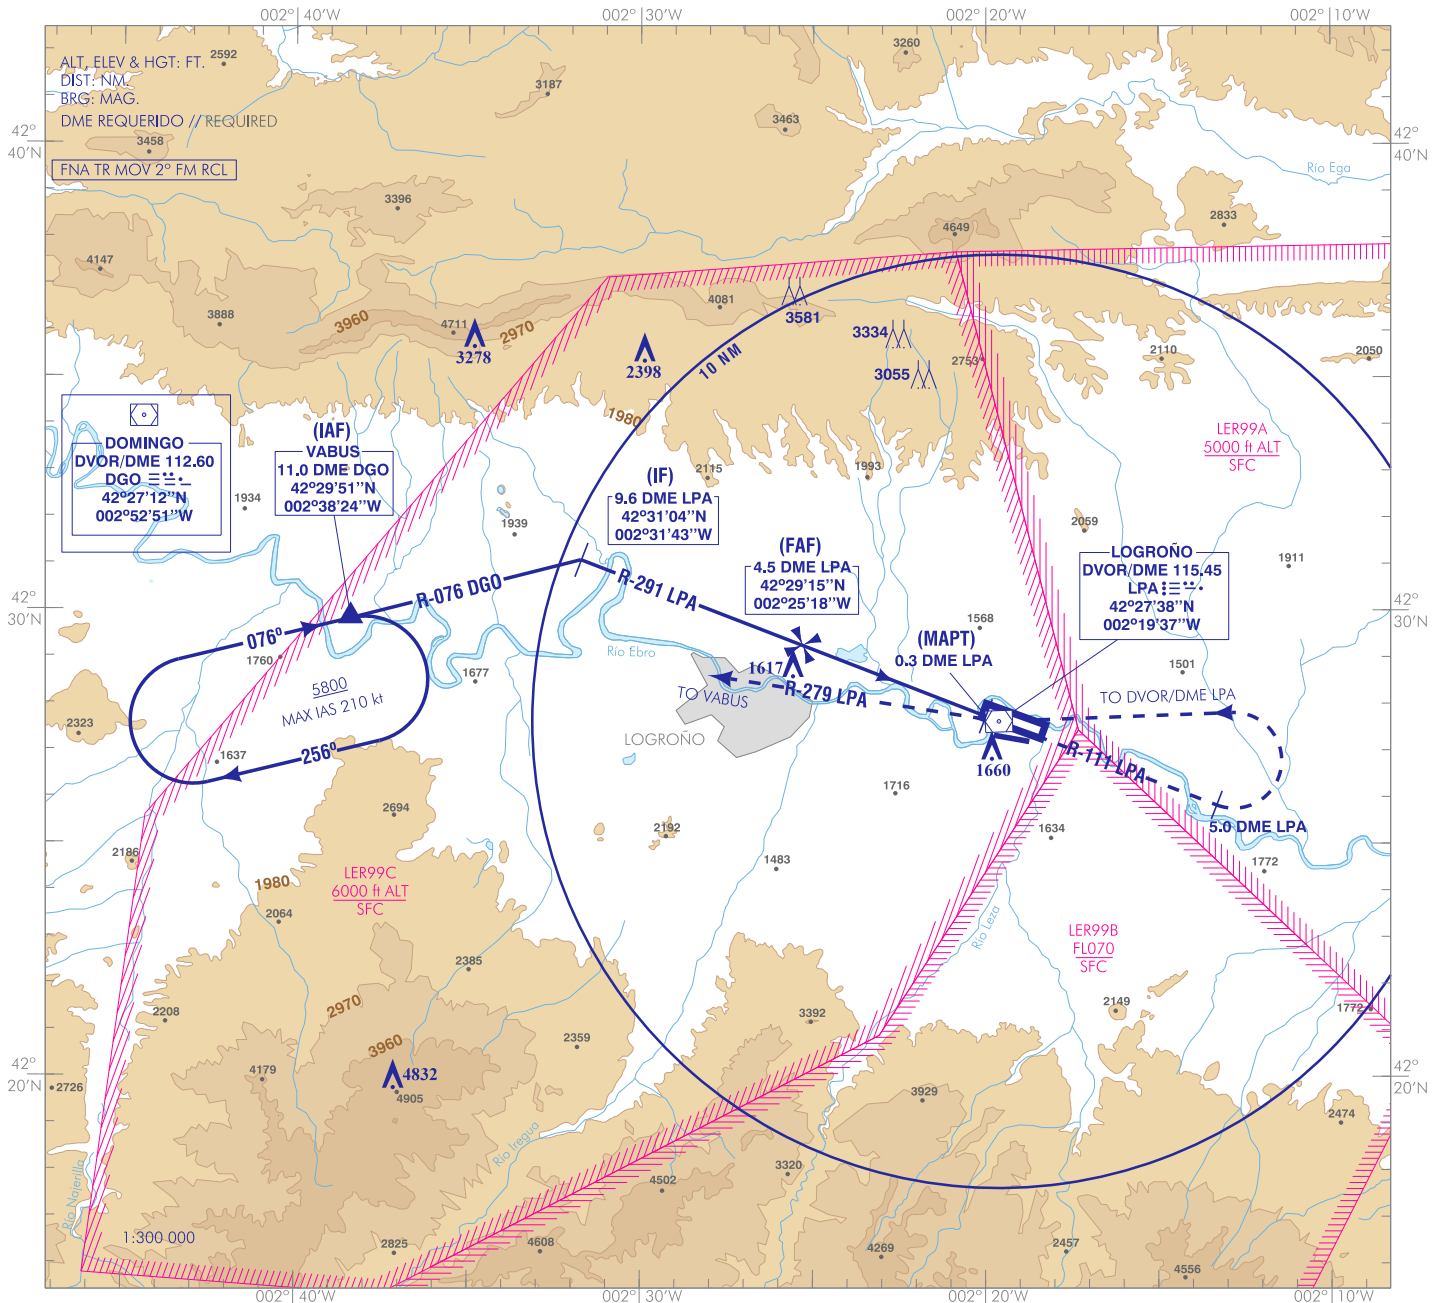 002°40'W
002°30'W
002°20'W
002°10'W
ALT, ELEV & HGT: FT.
DIST: NM.
BRG: MAG.
DME REQUERIDO // REQUIRED
FNA TR MOV 2° FM RCL
2592
3187
3260
3463
3458
42°
40'N
42°
40'N
Río Ega
3396
4649
2833
4147
3888
3960
4711
2970
3278
2398
4081
3581
3334
3055
2753
2110
2050
10 NM
1980
DOMINGO
DVOR/DME 112.60
DGO
42°27'12''N
002°52'51''W
(IAF)
VABUS
11.0 DME DGO
42°29'51''N
002°38'24''W
(IF)
9.6 DME LPA
42°31'04''N
002°31'43''W
(FAF)
4.5 DME LPA
42°29'15''N
002°25'18''W
LER99A
5000 ft ALT
SFC
1934
1939
2115
1993
2059
1911
LOGROÑO
DVOR/DME 115.45
LPA
42°27'38''N
002°19'37''W
(MAPT)
0.3 DME LPA
R-076 DGO
R-291 LPA
42°
30'N
42°
30'N
076°
1760
5800
MAX IAS 210 kt
256°
1677
Río Ebro
1617
R-279 LPA
TO VABUS
LOGROÑO
1568
1501
TO DVOR/DME LPA
R-111 LPA
5.0 DME LPA
1660
2323
1637
1716
2694
2192
1483
1634
1772
2186
1980
LER99C
6000 ft ALT
SFC
2064
2385
Río Leza
LER99B
FL070
SFC
2970
2208
3960
2359
3392
2149
1772
42°
20'N
42°
20'N
2726
4179
4832
4905
3929
2474
Río Iregua
Río Najerilla
3320
4502
1:300 000
2825
4608
4269
2457
4556
002°40'W
002°30'W
002°20'W
002°10'W